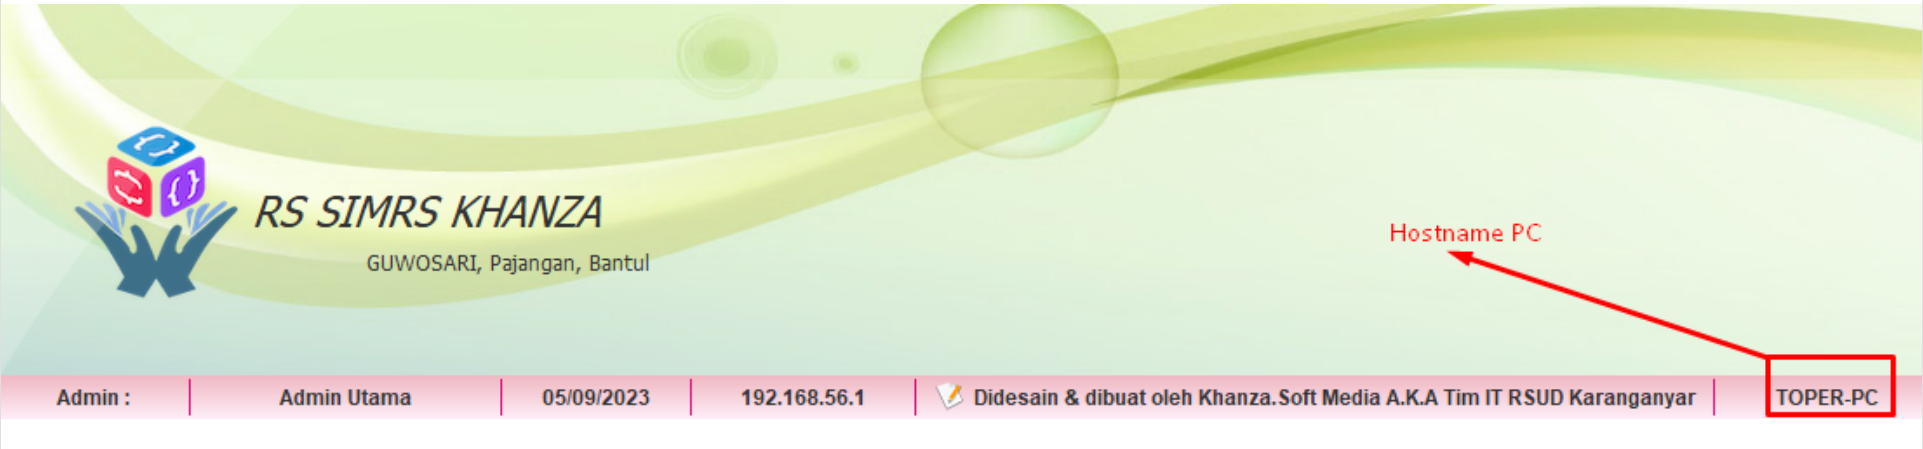 RS SIMRS KHANZA
GUWOSARI, Pajangan, Bantul
Hostname PC
Admin : Admin Utama 05/09/2023 192.168.56.1 Didesain & dibuat oleh Khanza.Soft Media A.K.A Tim IT RSUD Karanganyar TOPER-PC